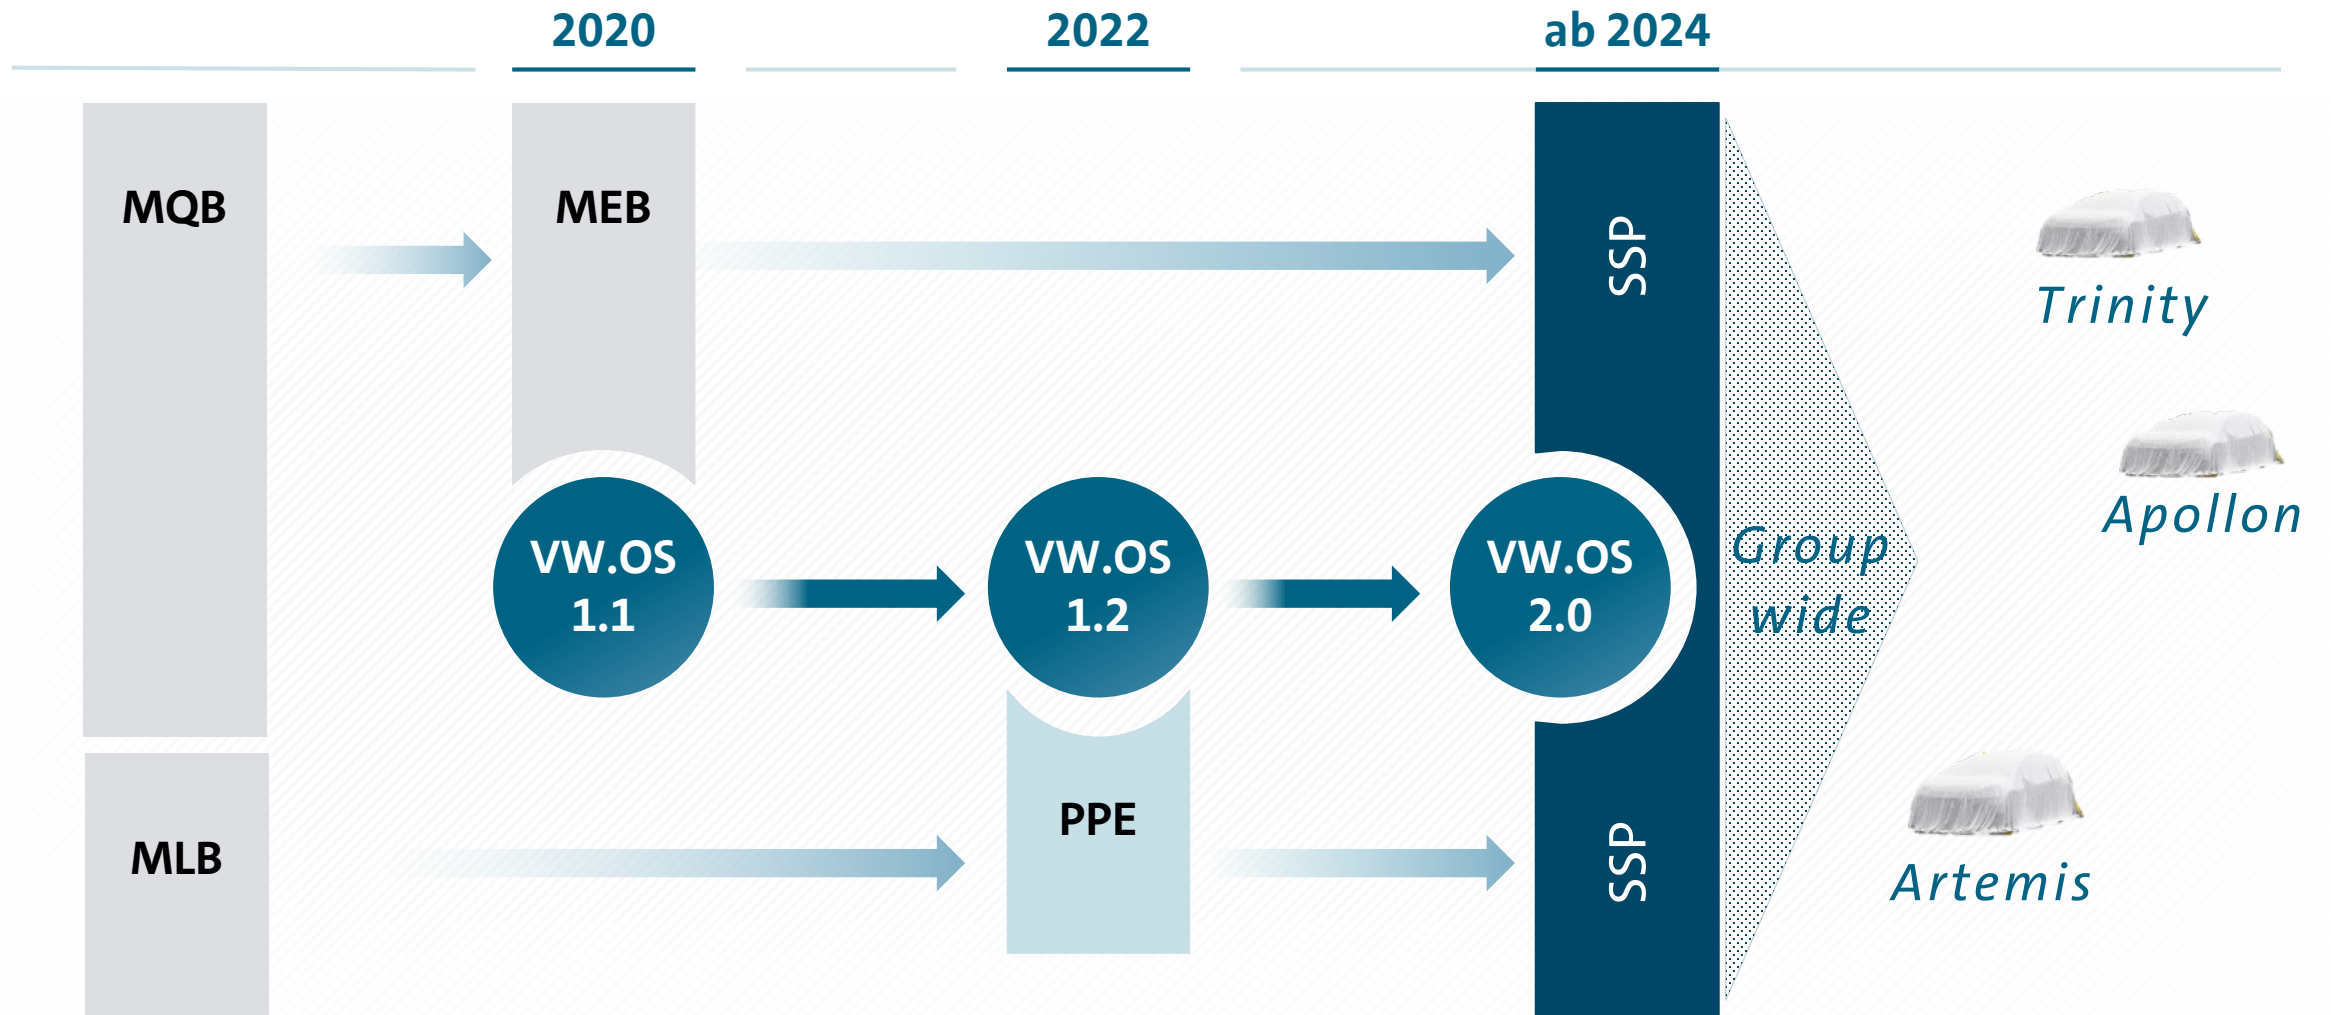 2020
2022
ab 2024
MQB
MEB
SSP
Trinity
Apollon
VW.OS
1.1
VW.OS
1.2
VW.OS
2.0
Group
wide
MLB
PPE
SSP
Artemis